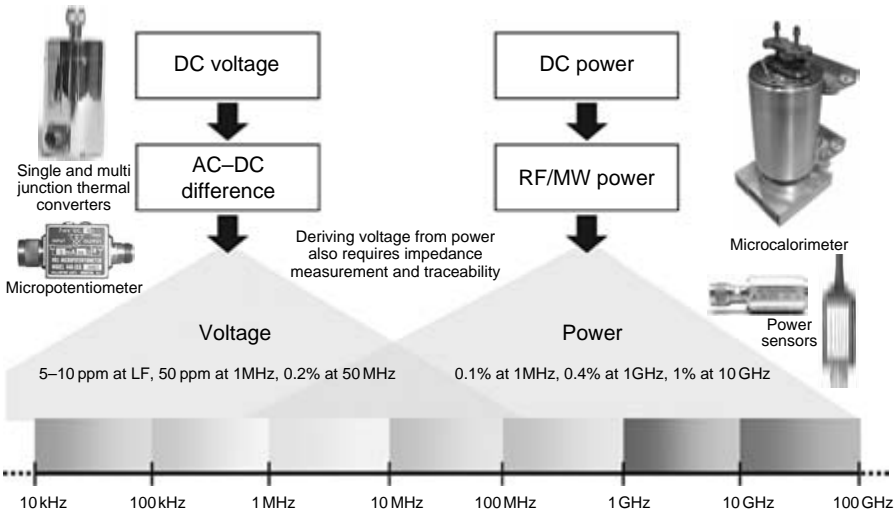 DC voltage
DC power
AC–DC
difference
RF/MW power
Single and multi
junction thermal
converters
Micropotentiometer
Deriving voltage from power
also requires impedance
measurement and traceability
Microcalorimeter
Power
sensors
Voltage
Power
5–10 ppm at LF, 50 ppm at 1MHz, 0.2% at 50 MHz
0.1% at 1MHz, 0.4% at 1GHz, 1% at 10 GHz
10 kHz
100 kHz
1 MHz
10 MHz
100 MHz
1 GHz
10 GHz
100 GHz